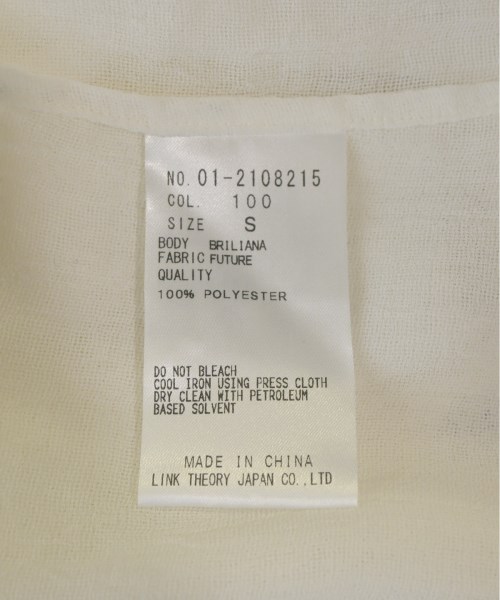 NO. 01-2108215
COL. 100
SIZE S
BODY BRILIANA
FABRIC FUTURE
QUALITY
100% POLYESTER
DO NOT BLEACH
COOL IRON USING PRESS CLOTH
DRY CLEAN WITH PETROLEUM
BASED SOLVENT
MADE IN CHINA
LINK THEORY JAPAN CO.,LTD